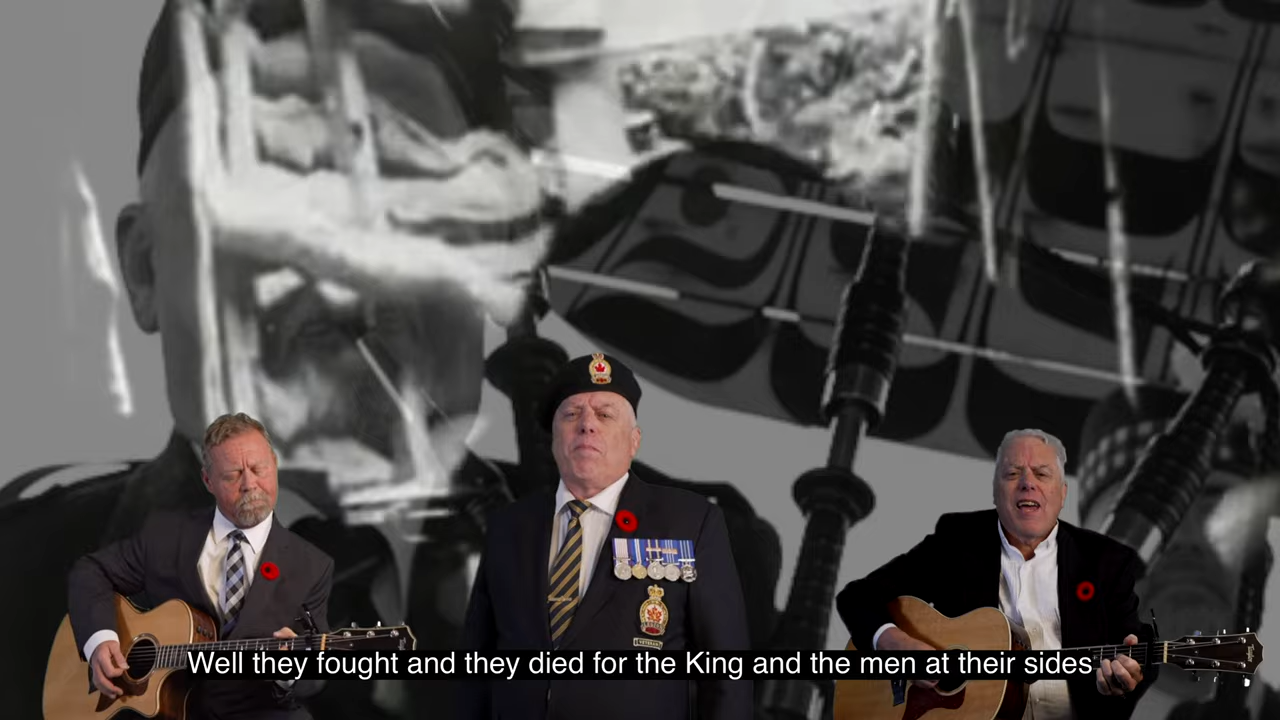 Well they fought and they died for the King and the men at their sides